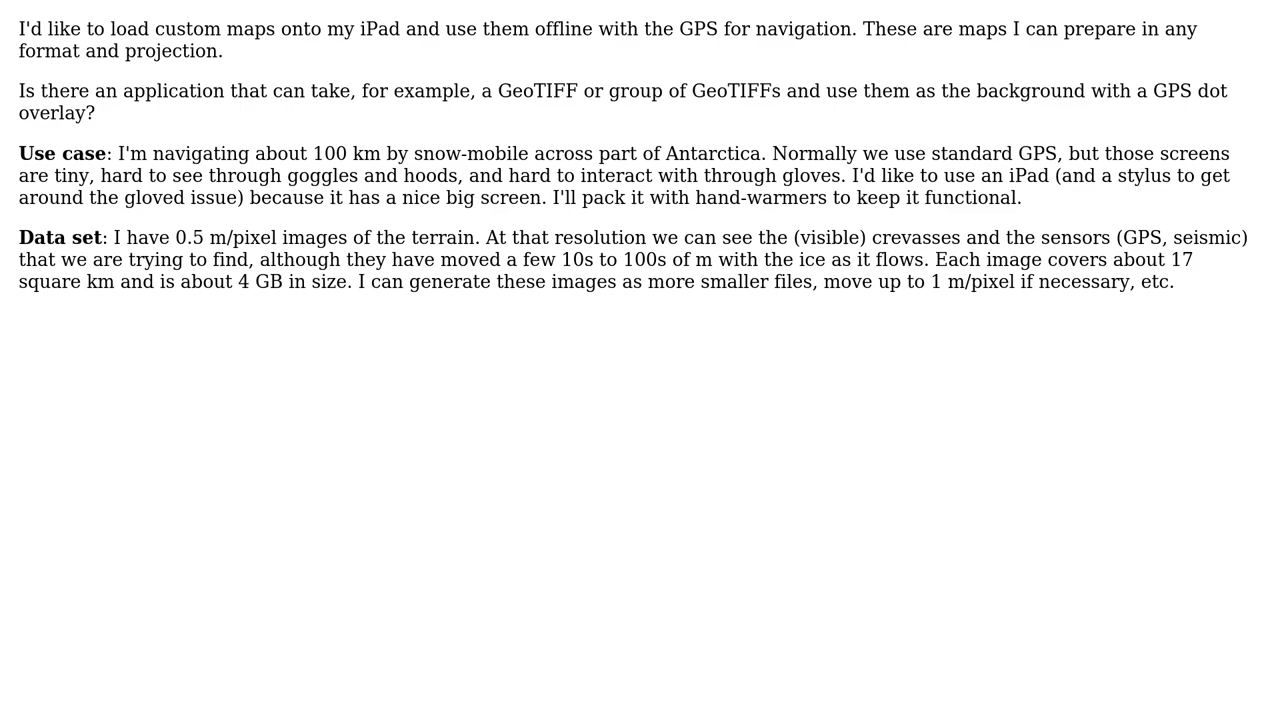 I'd like to load custom maps onto my iPad and use them offline with the GPS for navigation. These are maps I can prepare in any
format and projection.
Is there an application that can take, for example, a GeoTIFF or group of GeoTIFFs and use them as the background with a GPS dot
overlay?
Use case: I'm navigating about 100 km by snow-mobile across part of Antarctica. Normally we use standard GPS, but those screens
are tiny, hard to see through goggles and hoods, and hard to interact with through gloves. I'd like to use an iPad (and a stylus to get
around the gloved issue) because it has a nice big screen. I'll pack it with hand-warmers to keep it functional.
Data set: I have 0.5 m/pixel images of the terrain. At that resolution we can see the (visible) crevasses and the sensors (GPS, seismic)
that we are trying to find, although they have moved a few 10s to 100s of m with the ice as it flows. Each image covers about 17
square km and is about 4 GB in size. I can generate these images as more smaller files, move up to 1 m/pixel if necessary, etc.